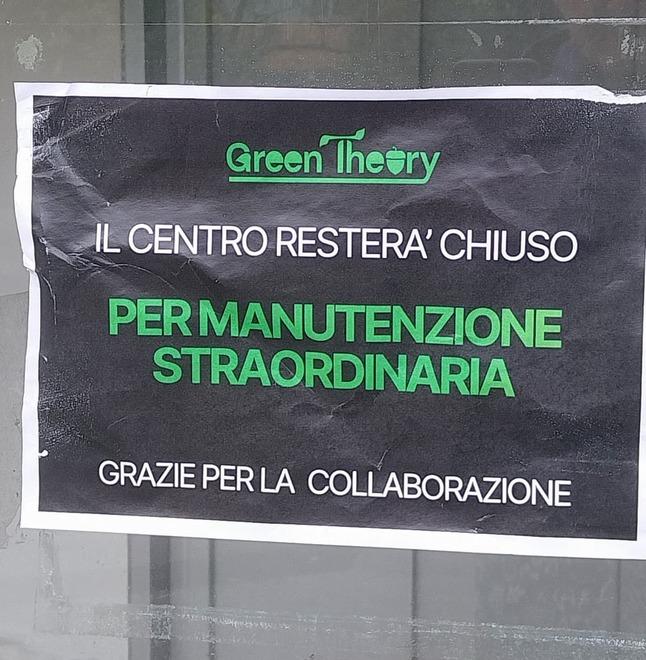 Green Theory
IL CENTRO RESTERA' CHIUSO
PER MANUTENZIONE
STRAORDINARIA
GRAZIE PER LA COLLABORAZIONE